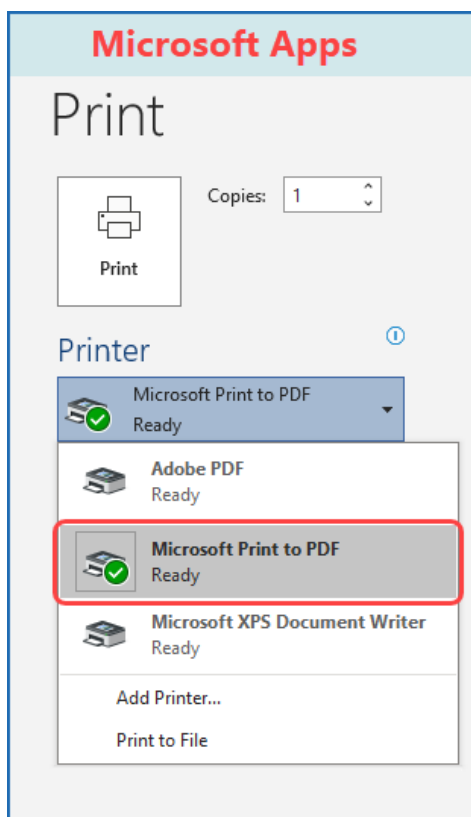 Microsoft Apps
Print
Copies: 1
Print
Printer
Microsoft Print to PDF
Ready
Adobe PDF
Ready
Microsoft Print to PDF
Ready
Microsoft XPS Document Writer
Ready
Add Printer...
Print to File